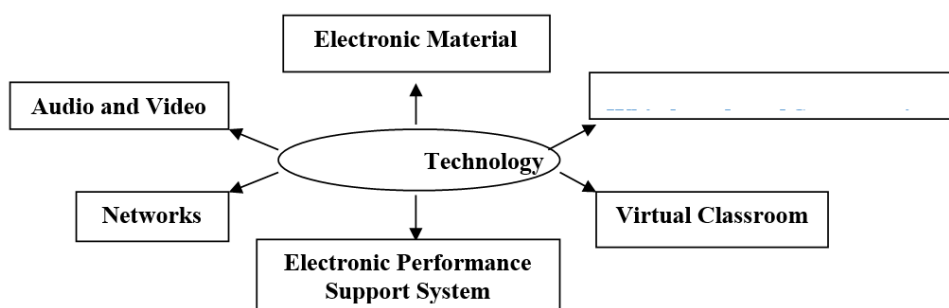 Electronic Material
Audio and Video
Technology
Networks
Virtual Classroom
Electronic Performance
Support System